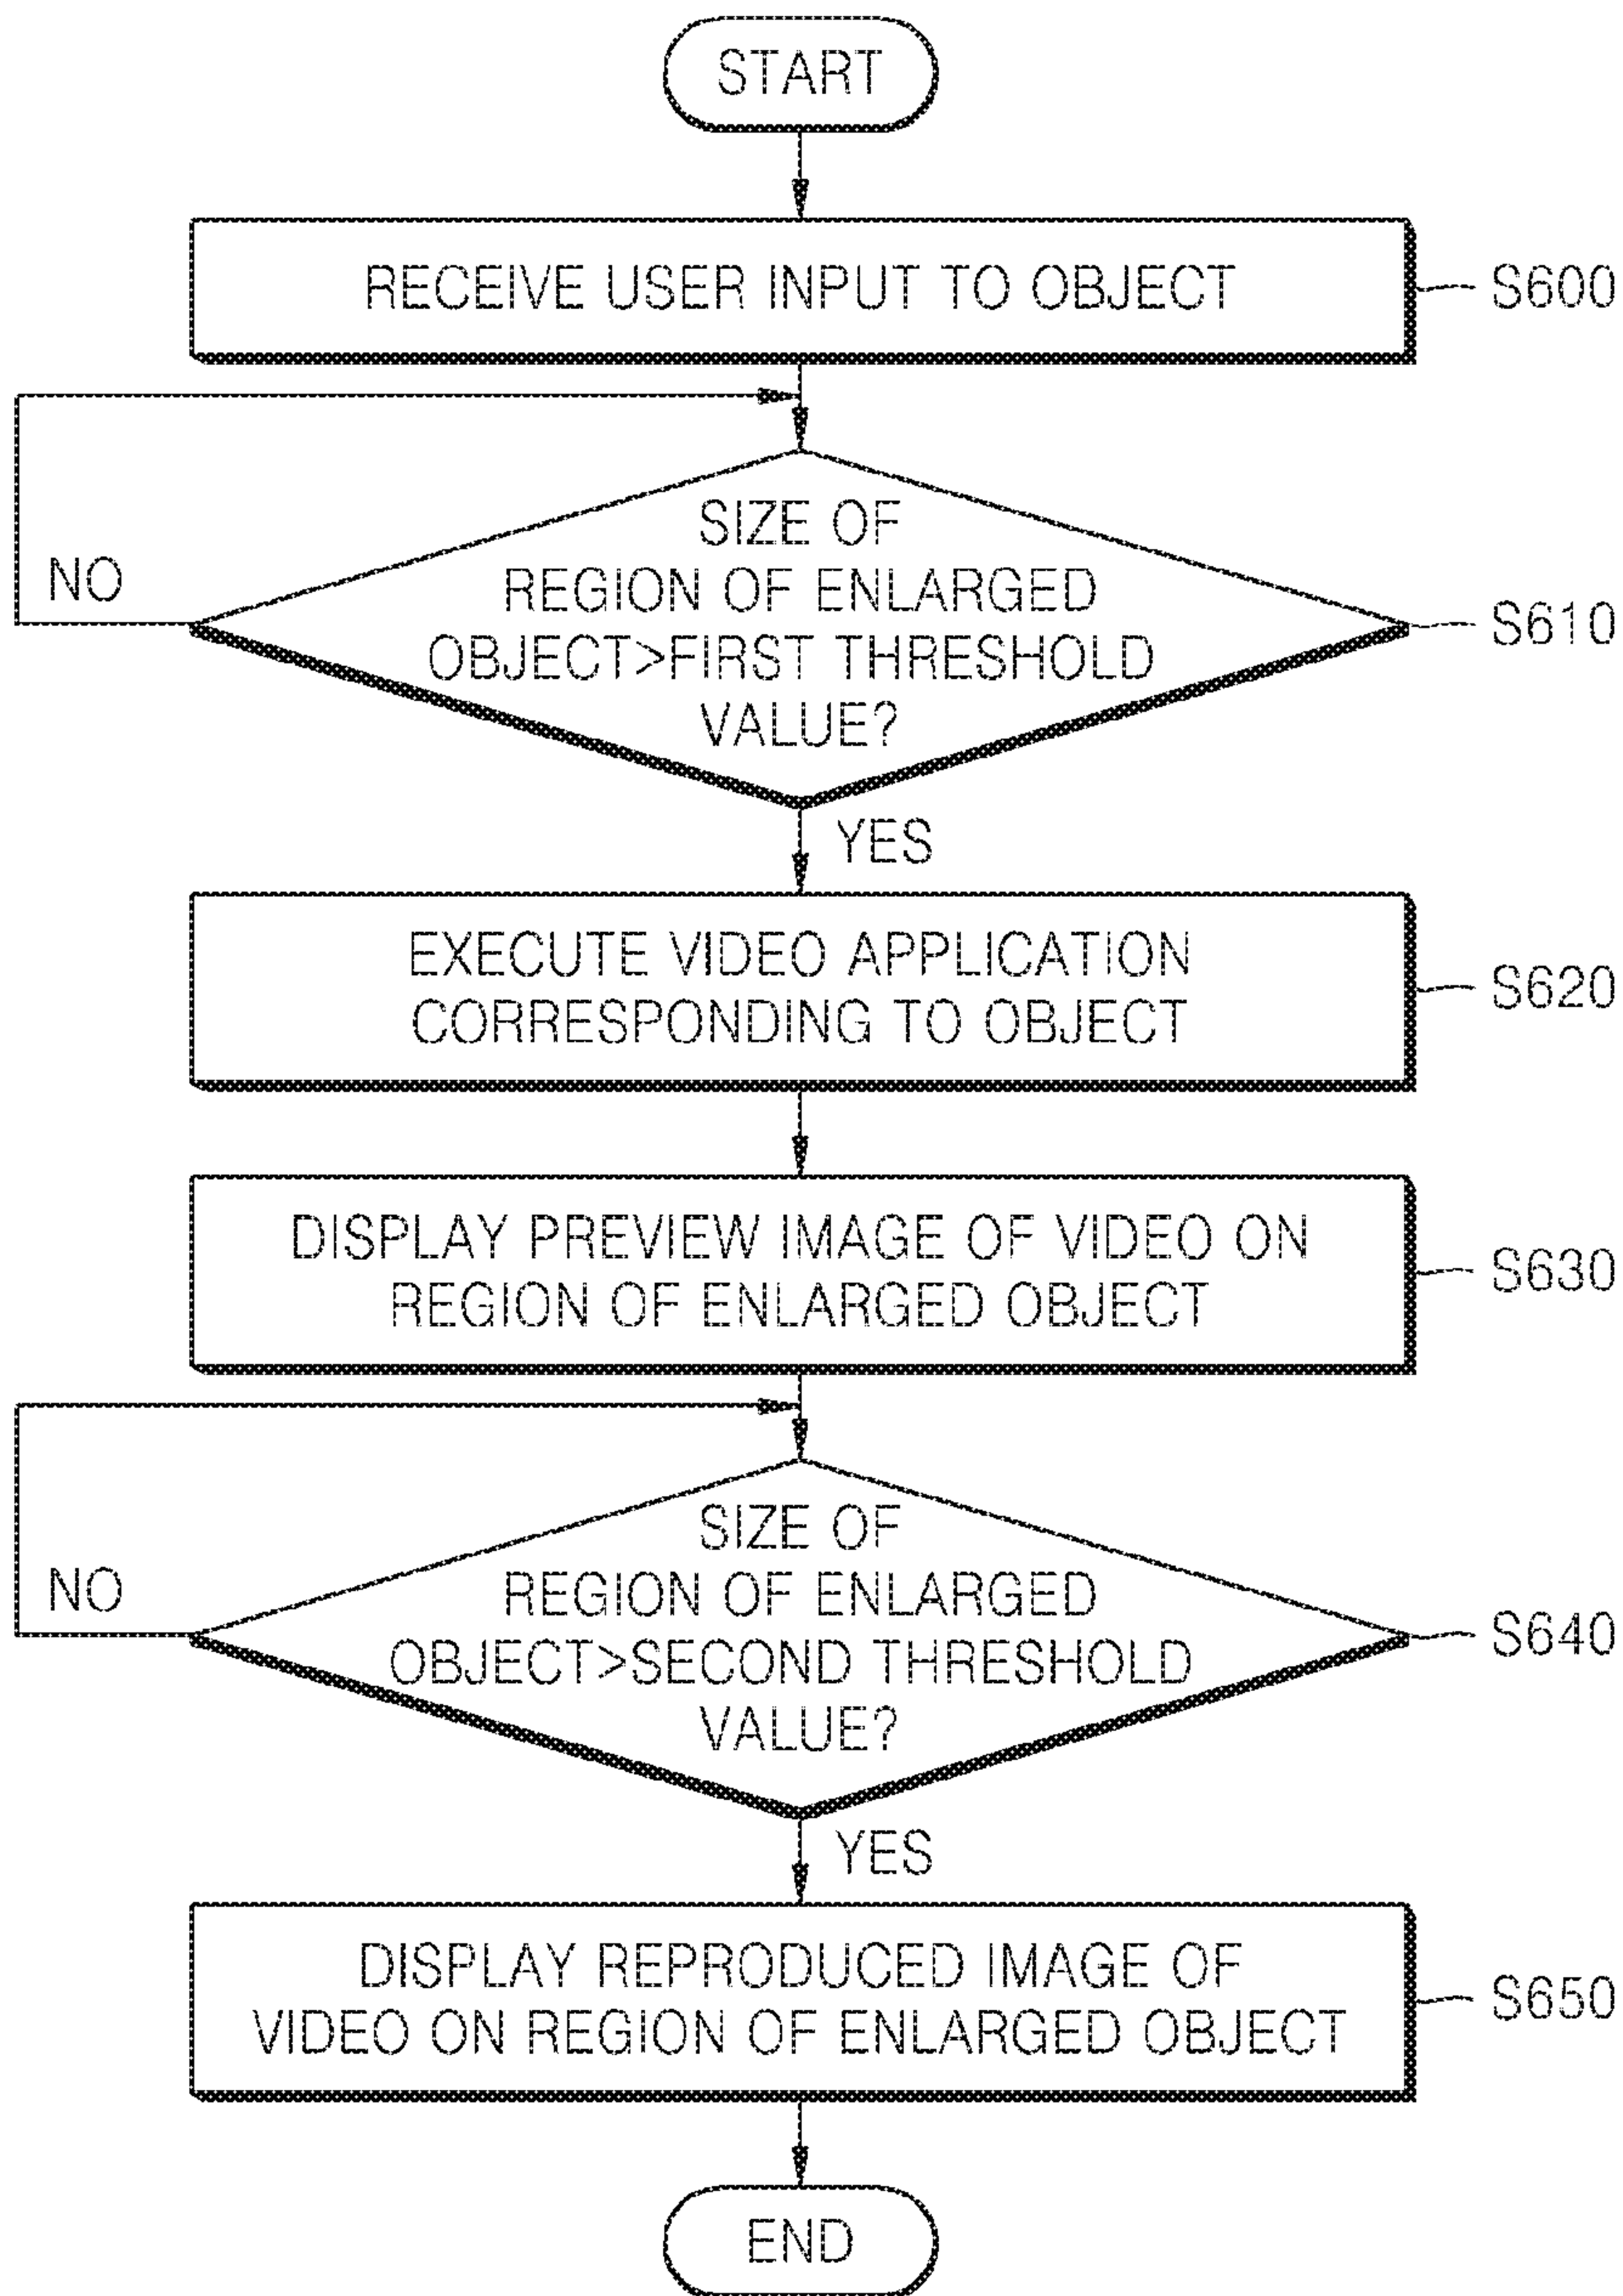 START
RECEIVE USER INPUT TO OBJECT
S600
SIZE OF
REGION OF ENLARGED
OBJECT>FIRST THRESHOLD
VALUE?
NO
S610
YES
EXECUTE VIDEO APPLICATION
CORRESPONDING TO OBJECT
S620
DISPLAY PREVIEW IMAGE OF VIDEO ON
REGION OF ENLARGED OBJECT
S630
SIZE OF
REGION OF ENLARGED
OBJECT>SECOND THRESHOLD
VALUE?
NO
S640
YES
DISPLAY REPRODUCED IMAGE OF
VIDEO ON REGION OF ENLARGED OBJECT
S650
END